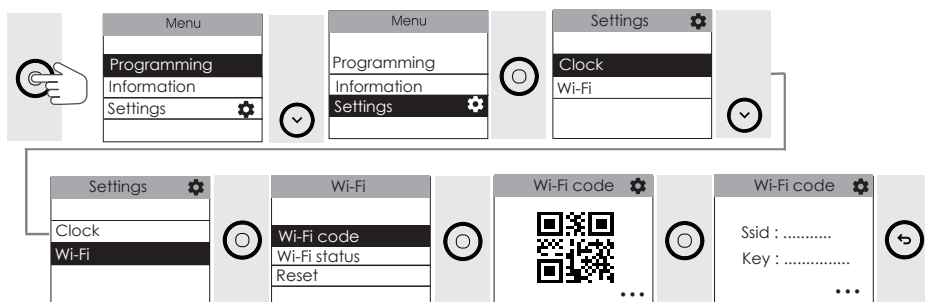 Menu
Programming
Information
Settings
Menu
Programming
Information
Settings
Settings
Clock
Wi-Fi
Settings
Clock
Wi-Fi
Wi-Fi
Wi-Fi code
Wi-Fi status
Reset
Wi-Fi code
...
Wi-Fi code
Ssid : ...........
Key : ...............
...